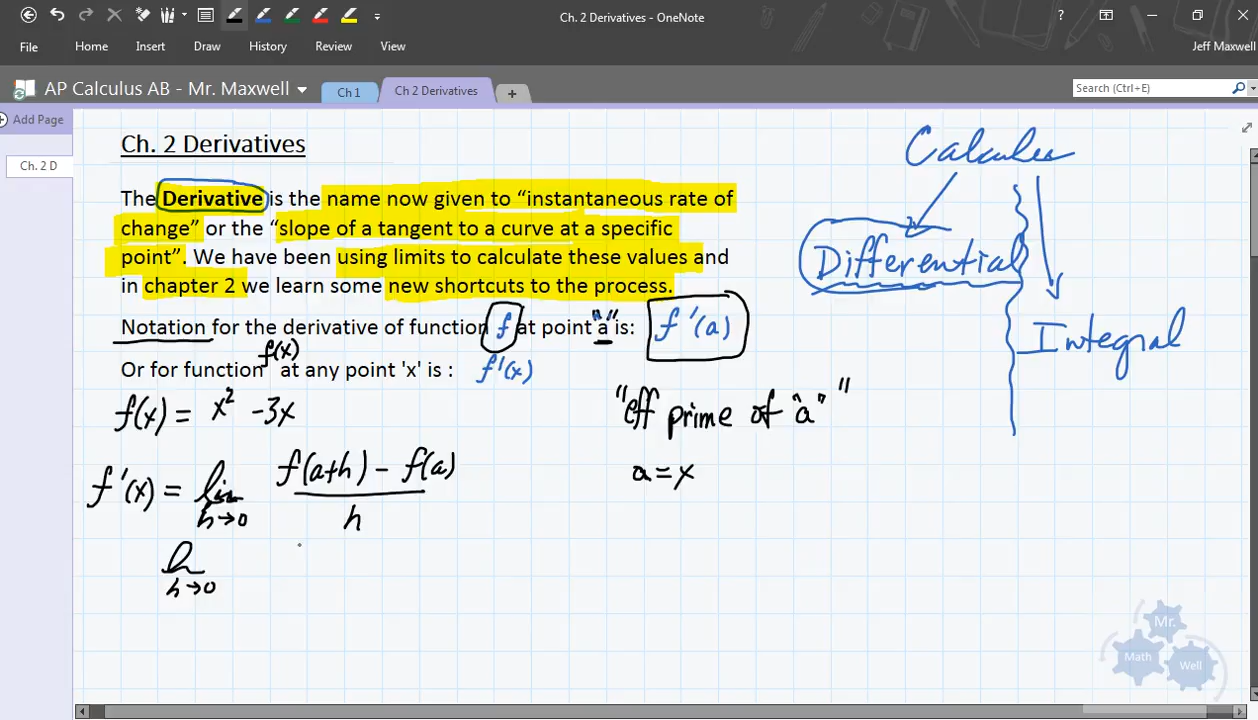 Ch. 2 Derivatives - OneNote
File Home Insert Draw History Review View
Jeff Maxwell
AP Calculus AB - Mr. Maxwell
Ch 1
Ch 2 Derivatives
Search (Ctrl+E)
Add Page
Ch. 2 D
Ch. 2 Derivatives
The Derivative is the name now given to “instantaneous rate of
change” or the “slope of a tangent to a curve at a specific
point”. We have been using limits to calculate these values and
in chapter 2 we learn some new shortcuts to the process.
Notation for the derivative of function f at point "a" is: f'(a)
Or for function f(x) at any point 'x' is : f'(x)
f(x) = x² -3x
f'(x) = lim h→0 f(a+h) - f(a)
h
h→0
Calculus
Differential
Integral
"eff prime of "a" "
a = x
Mr.
Math
Well